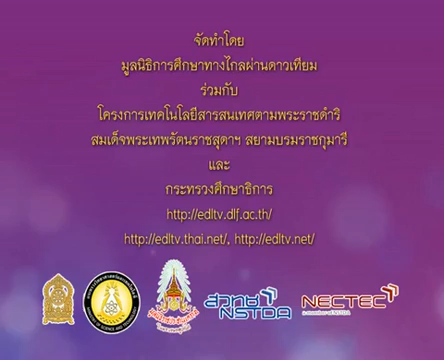 จัดทำโดย
มูลนิธิการศึกษาทางไกลผ่านดาวเทียม
ร่วมกับ
โครงการเทคโนโลยีสารสนเทศตามพระราชดำริ
สมเด็จพระเทพรัตนราชสุดาฯ สยามบรมราชกุมารี
และ
กระทรวงศึกษาธิการ
http://edltv.dlf.ac.th/
http://edltv.thai.net/, http://edltv.net/
สวทช
NSTDA
NECTEC
a member of NSTDA